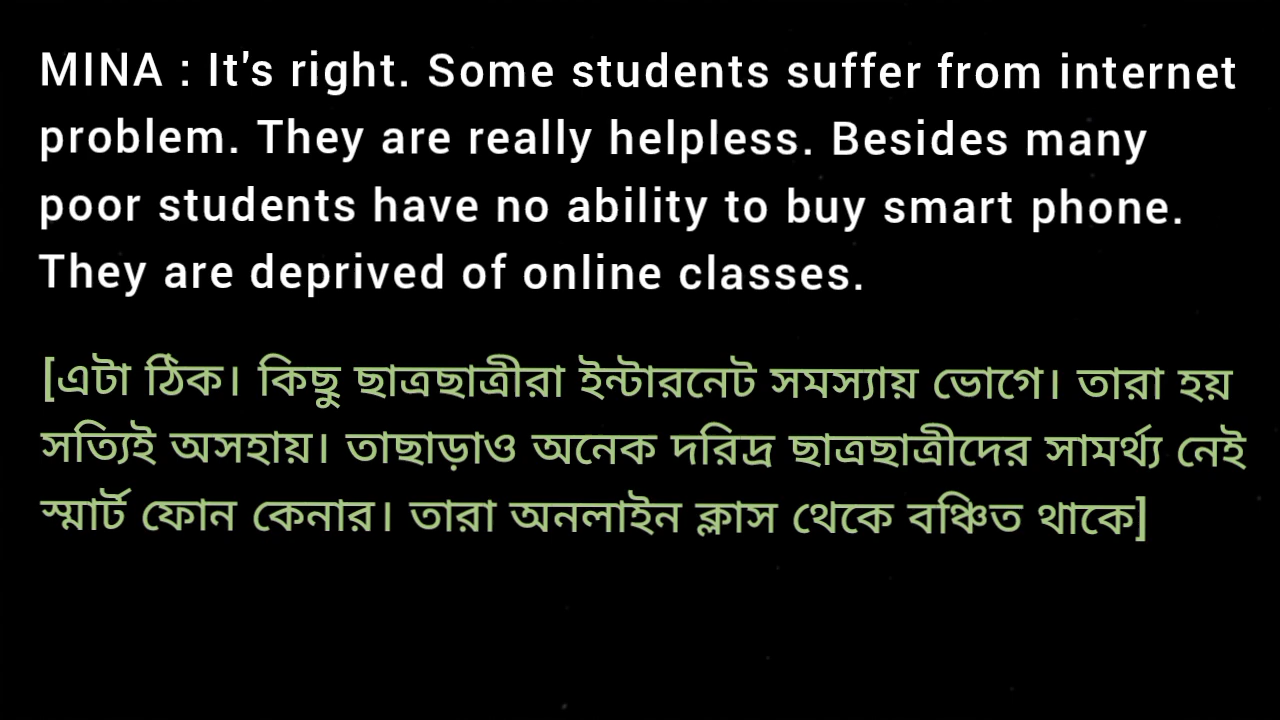 MINA : It's right. Some students suffer from internet
problem. They are really helpless. Besides many
poor students have no ability to buy smart phone.
They are deprived of online classes.
[এটা ঠিক। কিছু ছাত্রছাত্রীরা ইন্টারনেট সমস্যায় ভোগে। তারা হয়
সত্যিই অসহায়। তাছাড়াও অনেক দরিদ্র ছাত্রছাত্রীদের সামর্থ্য নেই
স্মার্ট ফোন কেনার। তারা অনলাইন ক্লাস থেকে বঞ্চিত থাকে]